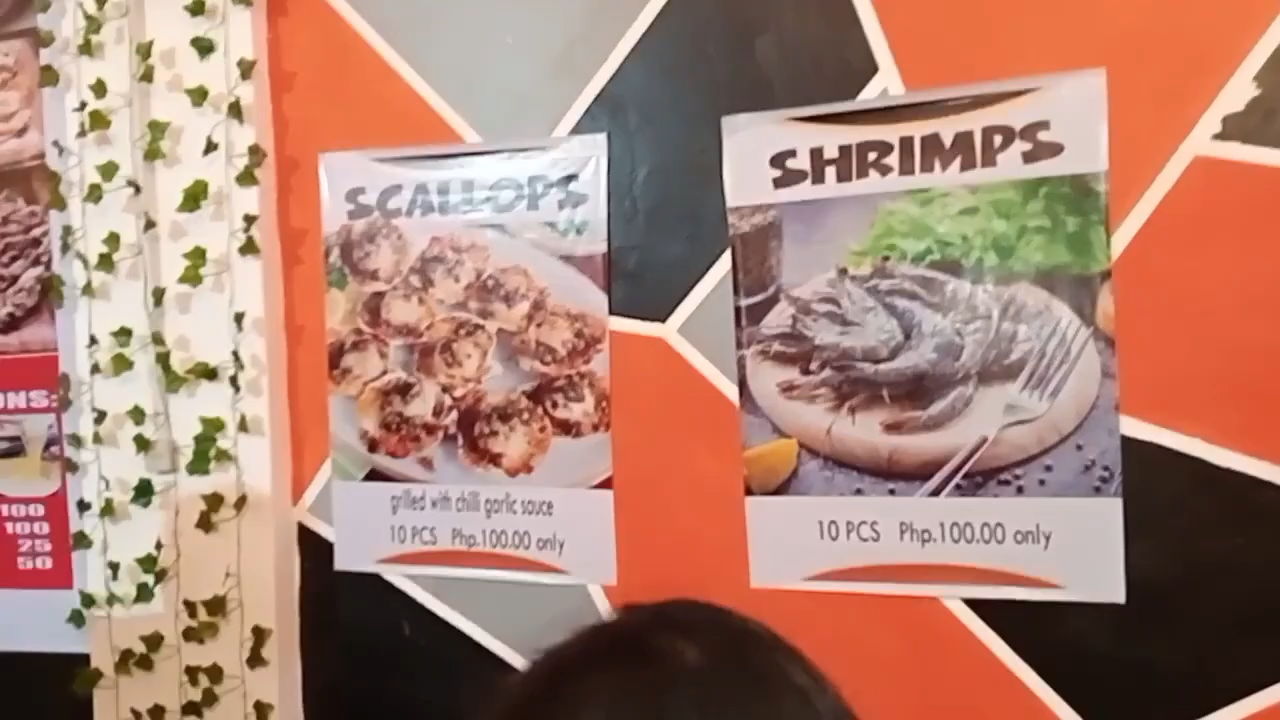 ONS:
100
100
25
50
SCALLOPS
grilled with chilli garlic sauce
10 PCS Php.100.00 only
SHRIMPS
10 PCS Php.100.00 only